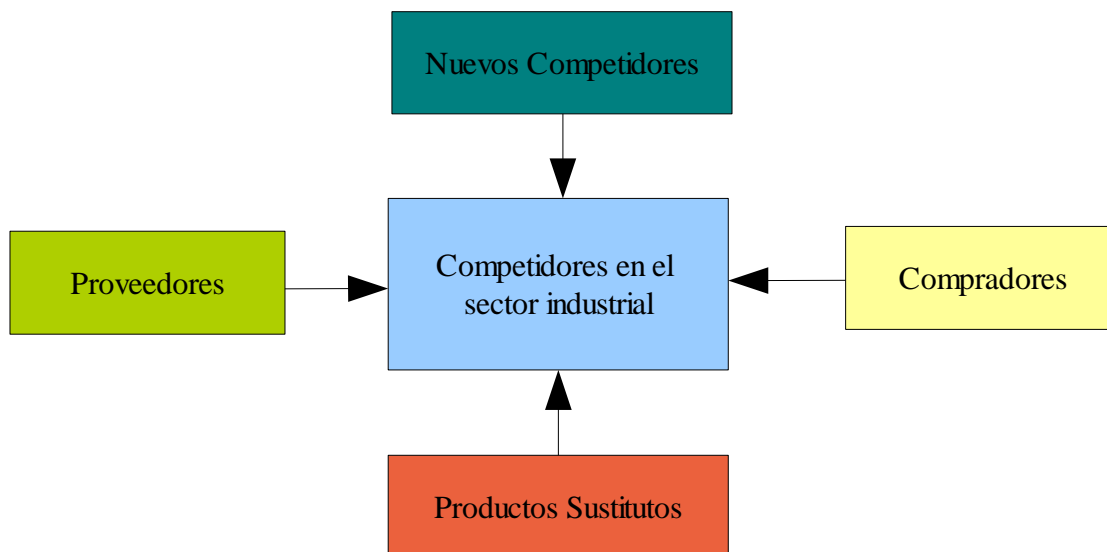 Nuevos Competidores
Proveedores
Competidores en el
sector industrial
Compradores
Productos Sustitutos